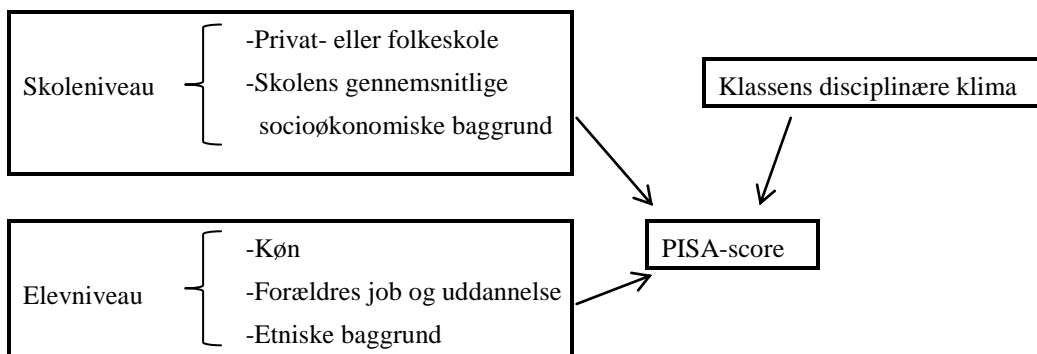 Skoleniveau
-Privat- eller folkeskole
-Skolens gennemsnitlige
socioøkonomiske baggrund
Klassens disciplinære klima
PISA-score
Elevniveau
-Køn
-Forældres job og uddannelse
-Etniske baggrund